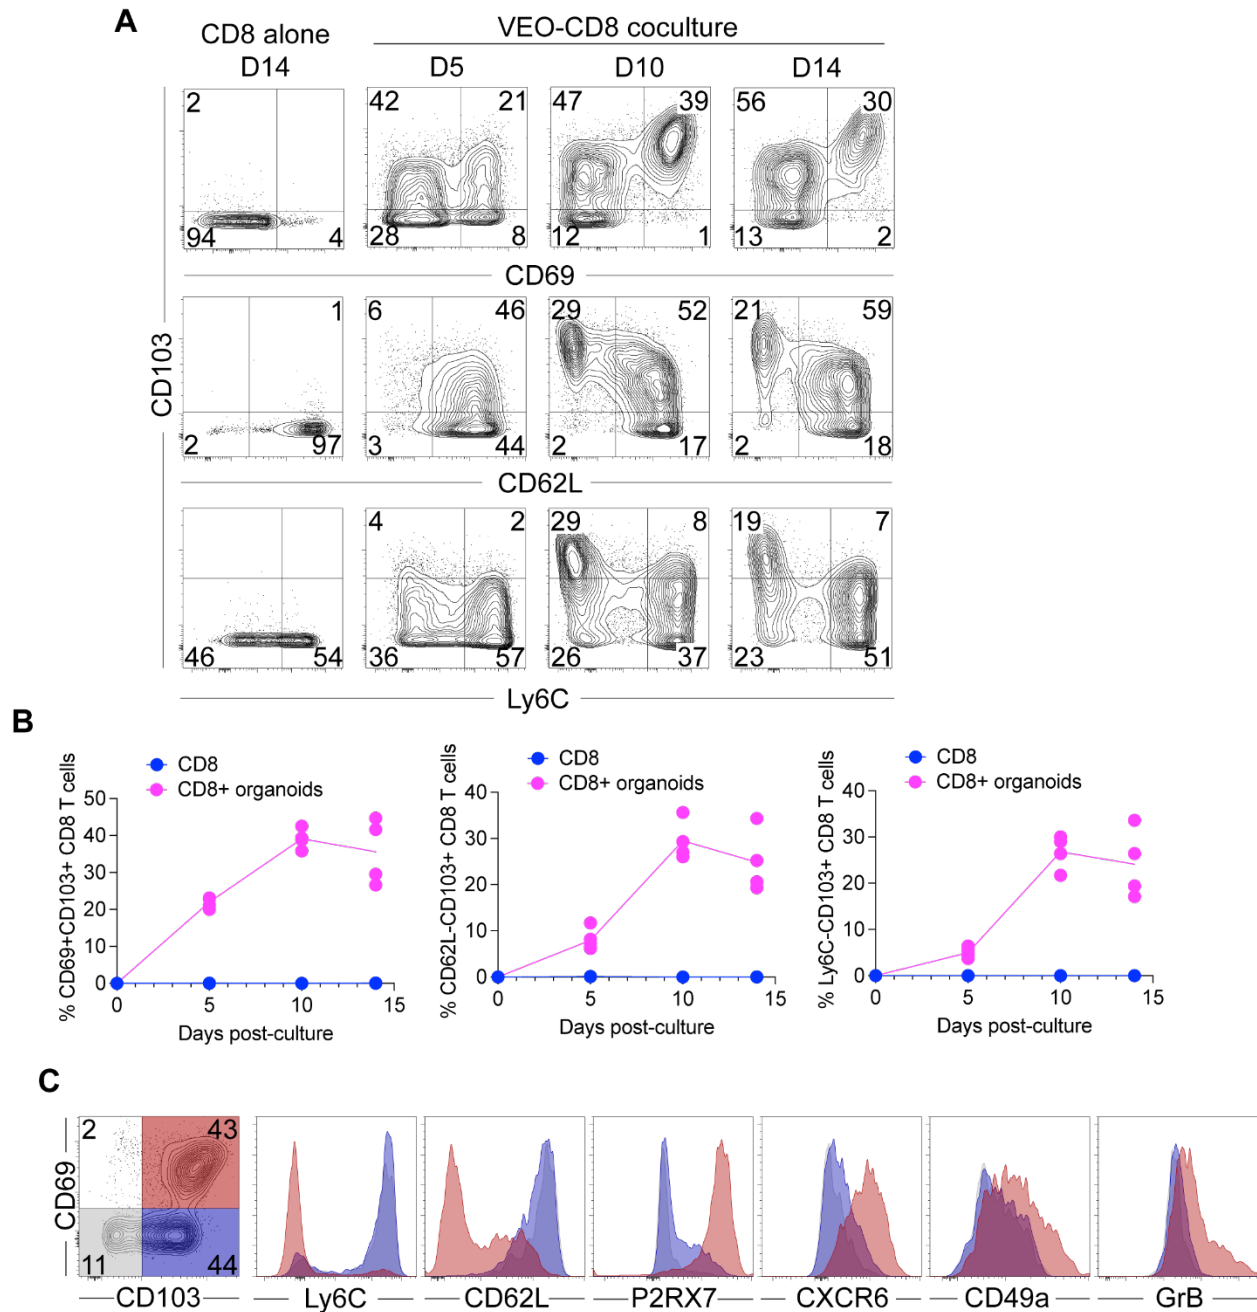 A
CD8 alone
VEO-CD8 coculture
D14
D5
D10
D14
2
42
21
47
39
56
30
94
4
28
8
12
1
13
2
CD69
1
6
46
29
52
21
59
CD103
2
97
3
44
2
17
2
18
CD62L
4
2
29
8
19
7
46
54
36
57
26
37
23
51
Ly6C
B
CD8
CD8+ organoids
% CD69+CD103+ CD8 T cells
50
40
30
20
10
0
0
5
10
15
Days post-culture
CD8
CD8+ organoids
% CD62L-CD103+ CD8 T cells
40
30
20
10
0
0
5
10
15
Days post-culture
CD8
CD8+ organoids
% Ly6C-CD103+ CD8 T cells
40
30
20
10
0
0
5
10
15
Days post-culture
C
2
43
CD69
11
44
CD103
Ly6C
CD62L
P2RX7
CXCR6
CD49a
GrB